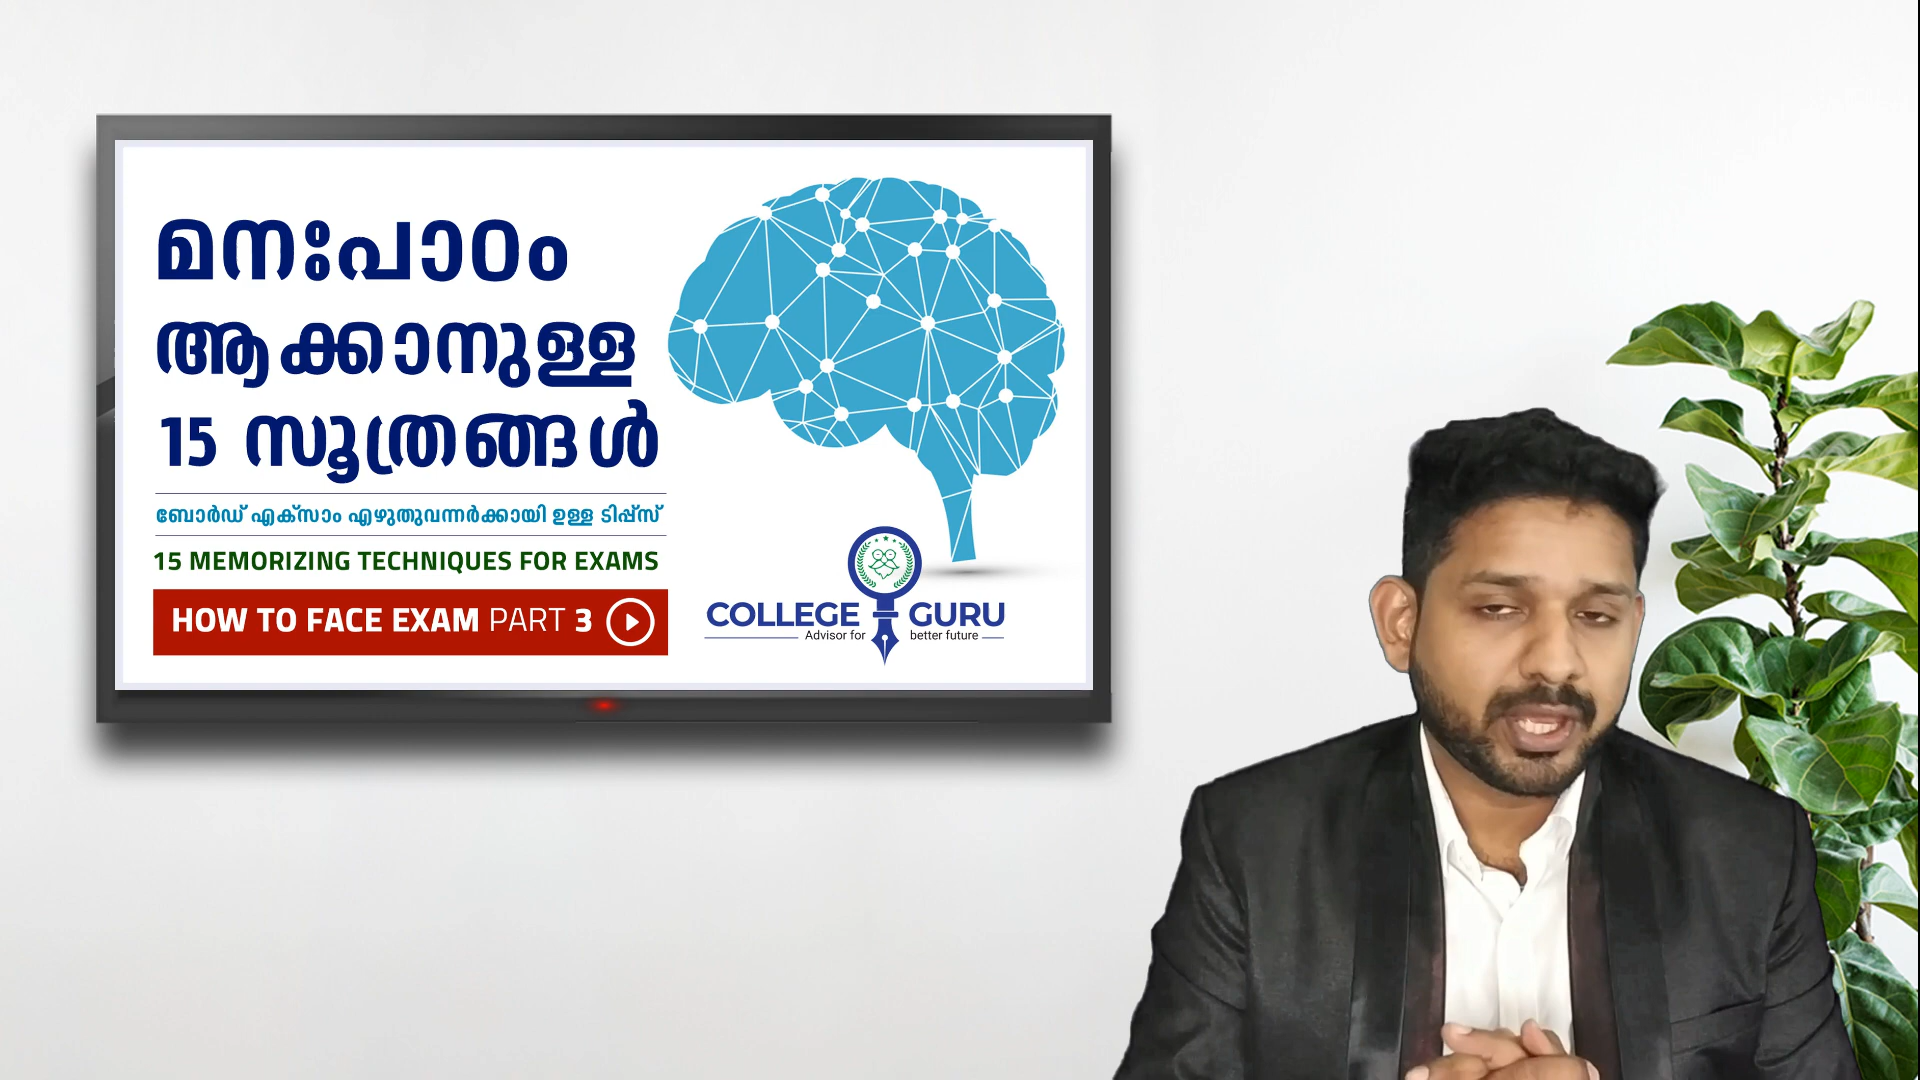 മനഃപാഠം
ആക്കാനുള്ള
15 സൂത്രങ്ങൾ
ബോർഡ് എക്സാം എഴുതുവന്നർക്കായി ഉള്ള ടിപ്പ്സ്
15 MEMORIZING TECHNIQUES FOR EXAMS
HOW TO FACE EXAM PART 3
COLLEGE GURU
Advisor for better future